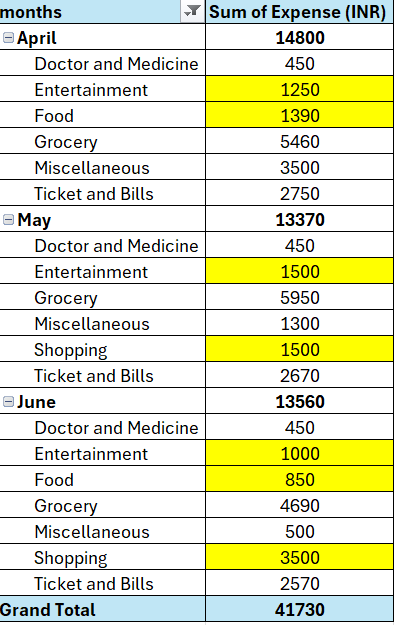 months Sum of Expense (INR)
April 14800
Doctor and Medicine 450
Entertainment 1250
Food 1390
Grocery 5460
Miscellaneous 3500
Ticket and Bills 2750
May 13370
Doctor and Medicine 450
Entertainment 1500
Grocery 5950
Miscellaneous 1300
Shopping 1500
Ticket and Bills 2670
June 13560
Doctor and Medicine 450
Entertainment 1000
Food 850
Grocery 4690
Miscellaneous 500
Shopping 3500
Ticket and Bills 2570
Grand Total 41730